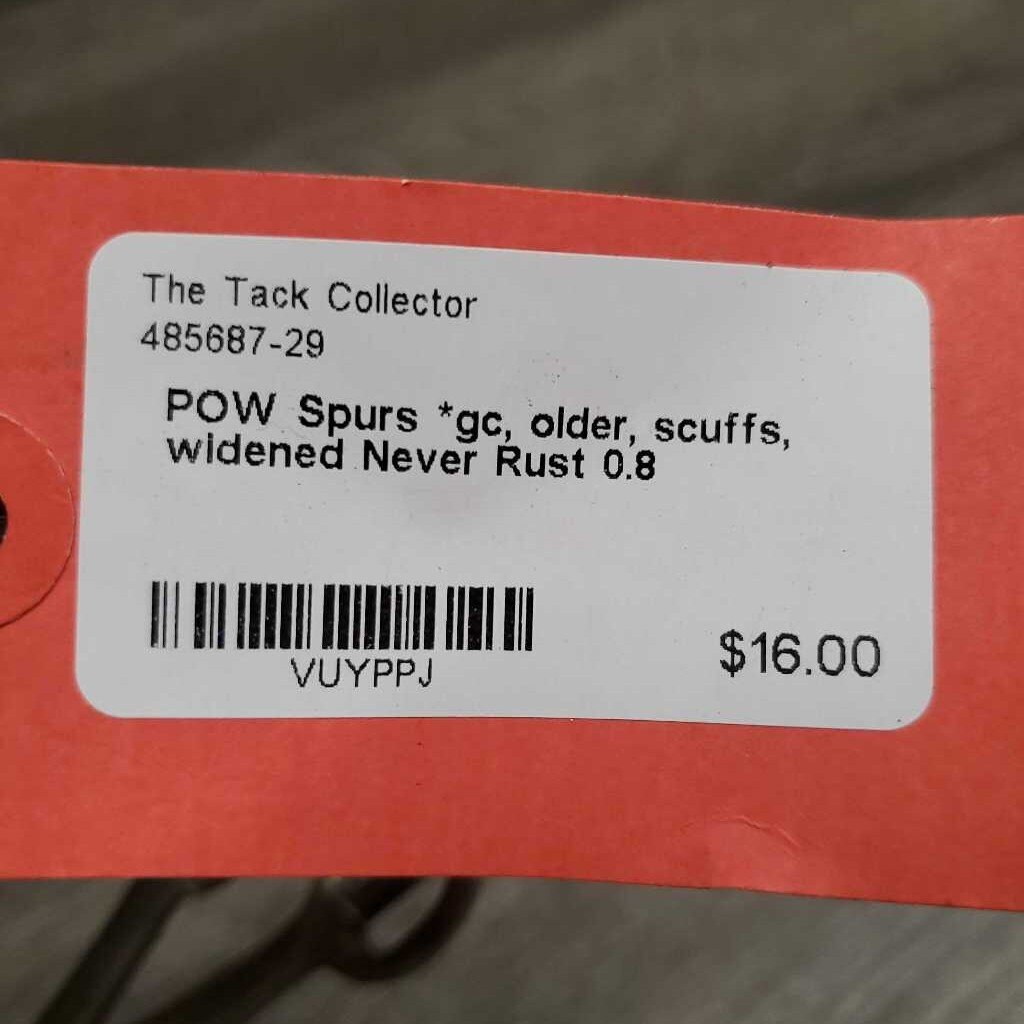 The Tack Collector
485687-29
POW Spurs *gc, older, scuffs,
widened Never Rust 0.8
VUYPPJ
$16.00